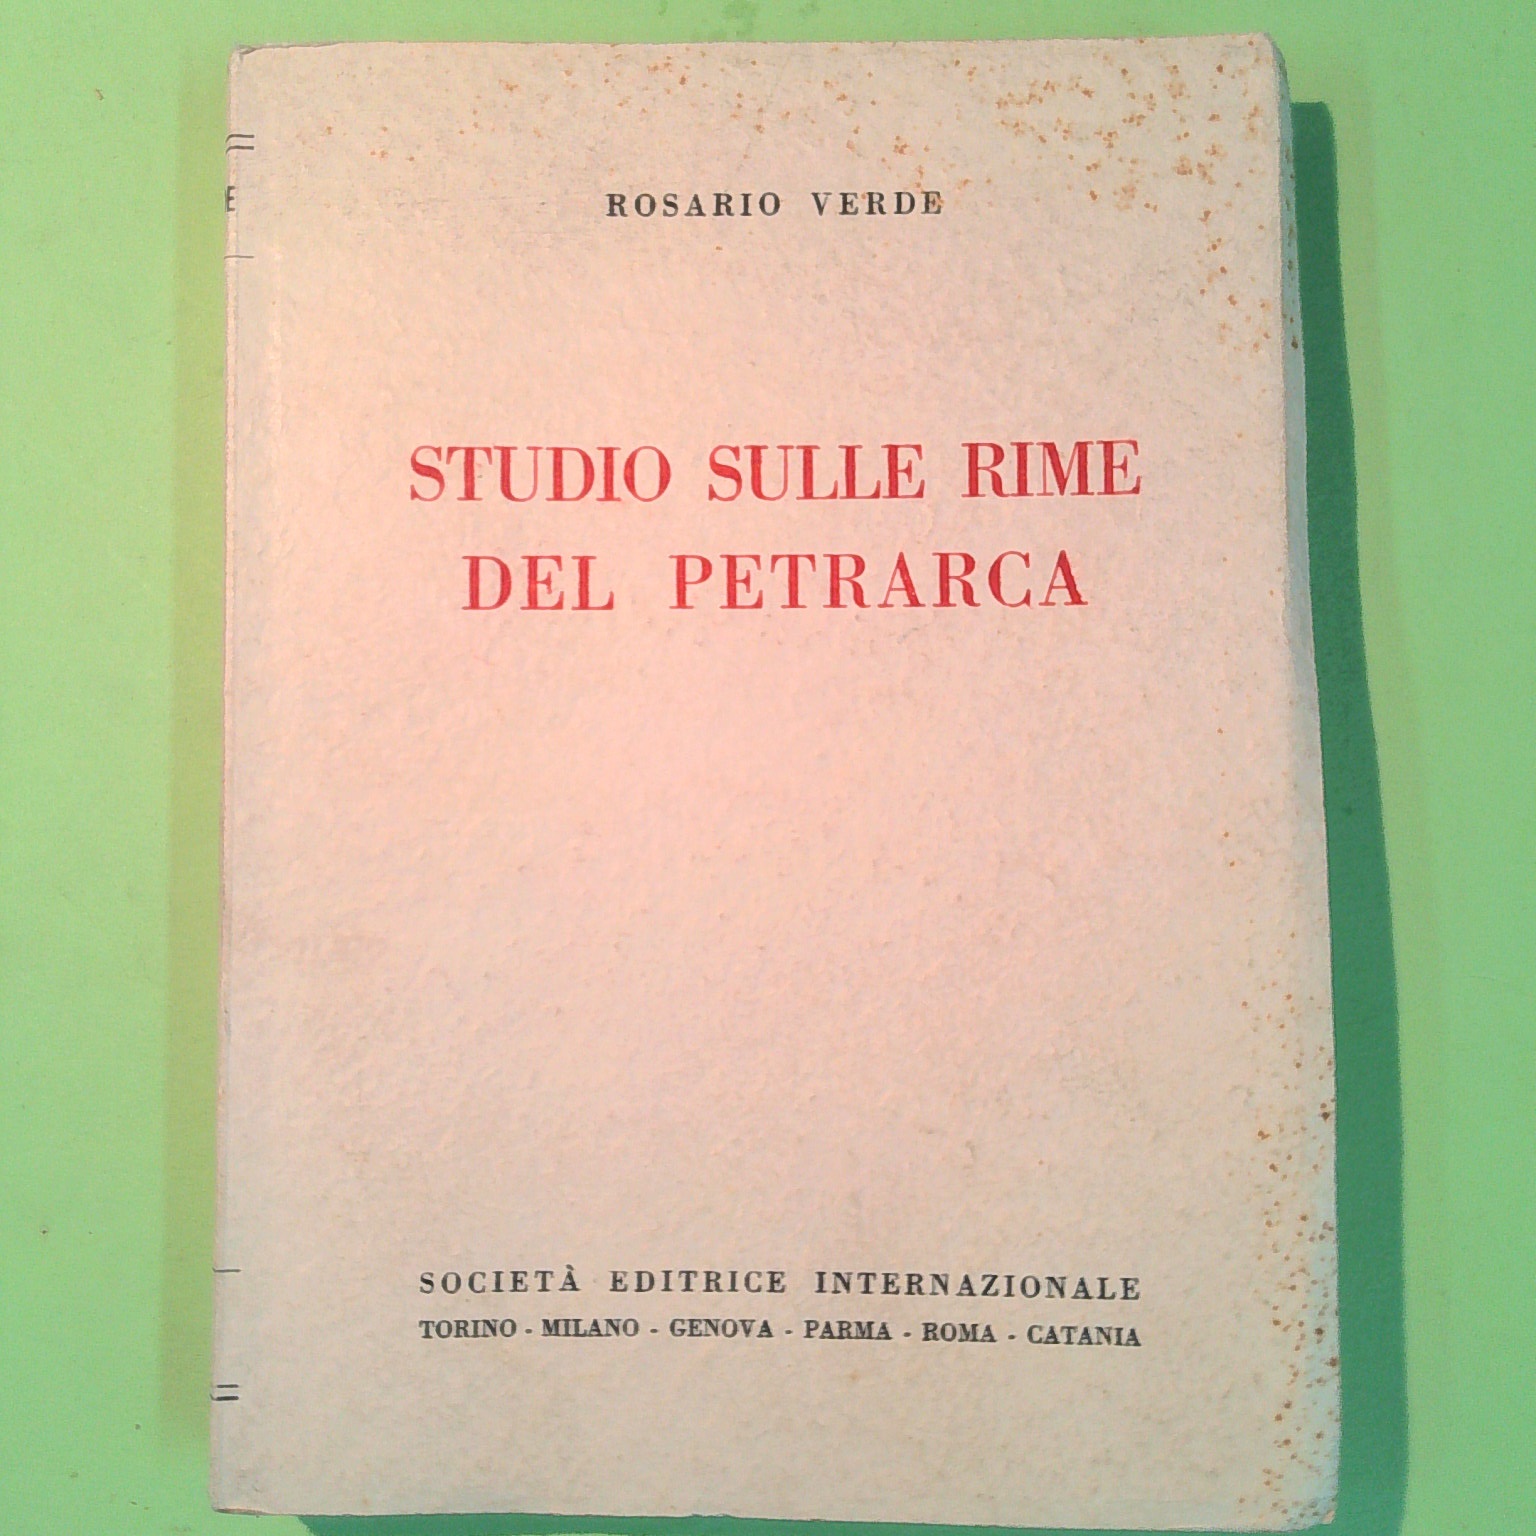 ROSARIO VERDE
STUDIO SULLE RIME
DEL PETRARCA
SOCIETÀ EDITRICE INTERNAZIONALE
TORINO - MILANO - GENOVA - PARMA - ROMA - CATANIA